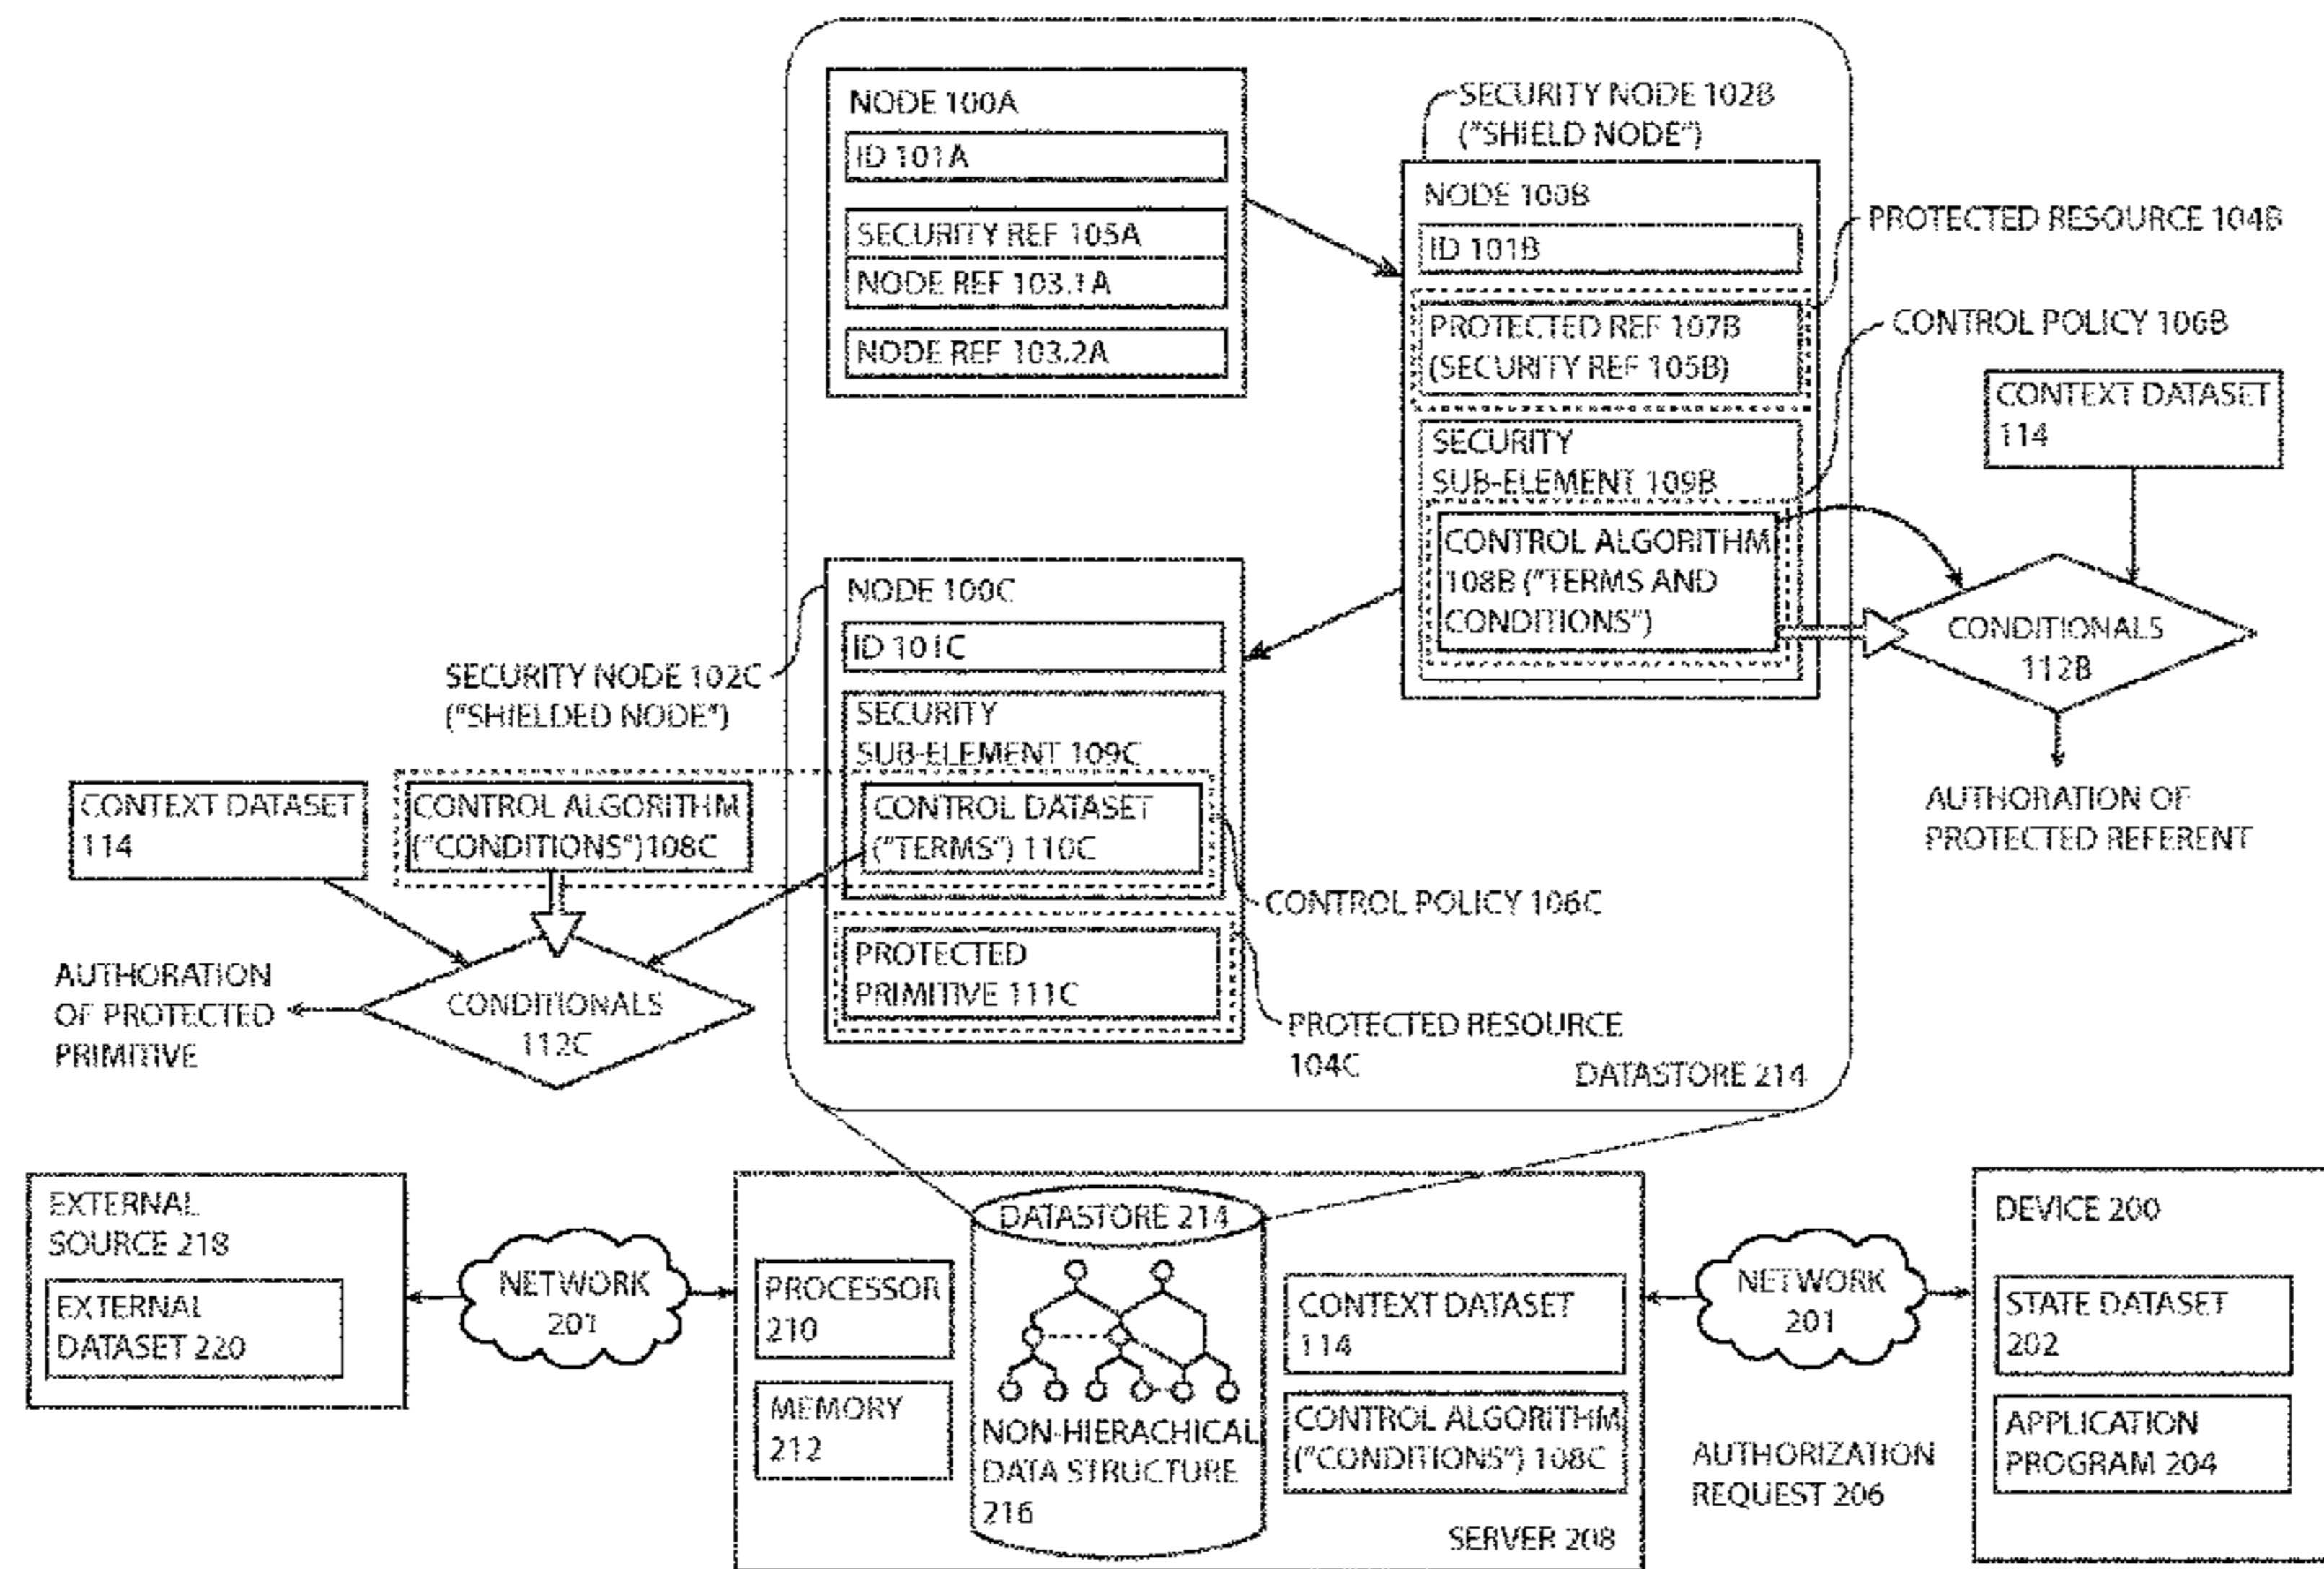 NODE 100A
ID 101A
SECURITY REF 105A
NODE REF 103.1A
NODE REF 103.2A
SECURITY NODE 102B
("SHIELD NODE")
NODE 100B
ID 101B
PROTECTED REF 107B
(SECURITY REF 105B)
SECURITY
SUB-ELEMENT 109B
CONTROL ALGORITHM
108B ("TERMS AND
CONDITIONS")
PROTECTED RESOURCE 104B
CONTROL POLICY 106B
CONTEXT DATASET
114
CONDITIONALS
112B
AUTHORATION OF
PROTECTED REFERENT
NODE 100C
ID 101C
SECURITY NODE 102C
("SHIELDED NODE")
SECURITY
SUB-ELEMENT 109C
CONTROL DATASET
("TERMS") 110C
CONTEXT DATASET
114
CONTROL ALGORITHM
("CONDITIONS")108C
CONTROL POLICY 106C
PROTECTED
PRIMITIVE 111C
AUTHORATION
OF PROTECTED
PRIMITIVE
CONDITIONALS
112C
PROTECTED RESOURCE
104C
DATASTORE 214
EXTERNAL
SOURCE 218
EXTERNAL
DATASET 220
NETWORK
201
PROCESSOR
210
MEMORY
212
DATASTORE 214
NON-HIERACHICAL
DATA STRUCTURE
216
CONTEXT DATASET
114
CONTROL ALGORITHM
("CONDITIONS") 108C
SERVER 208
NETWORK
201
AUTHORIZATION
REQUEST 206
DEVICE 200
STATE DATASET
202
APPLICATION
PROGRAM 204